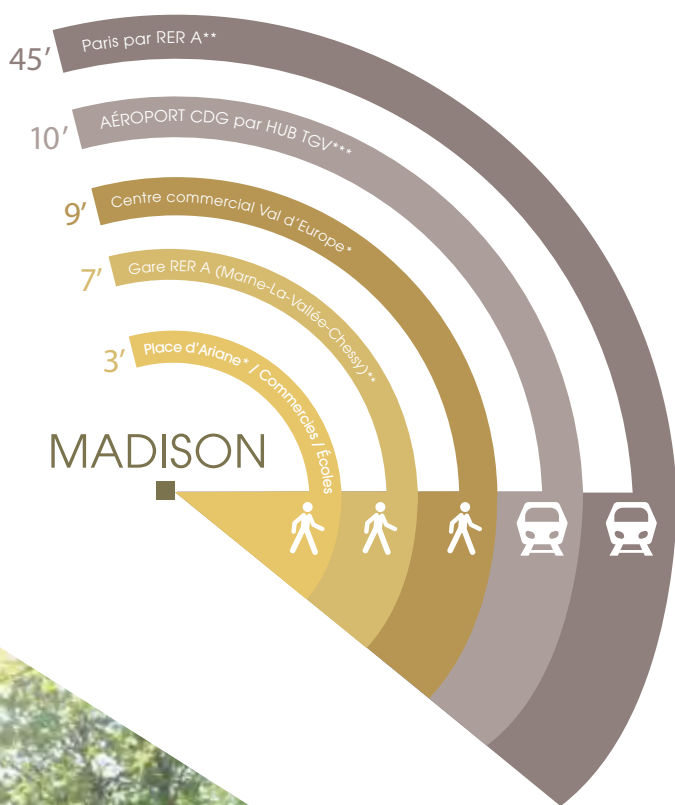 45’
Paris par RER A**
10’
AÉROPORT CDG par HUB TGV***
9’
Centre commercial Val d’Europe*
7’
Gare RER A (Marne-La-Vallée-Chessy)**
3’
Place d’Ariane* / Commercies / Écoles
MADISON